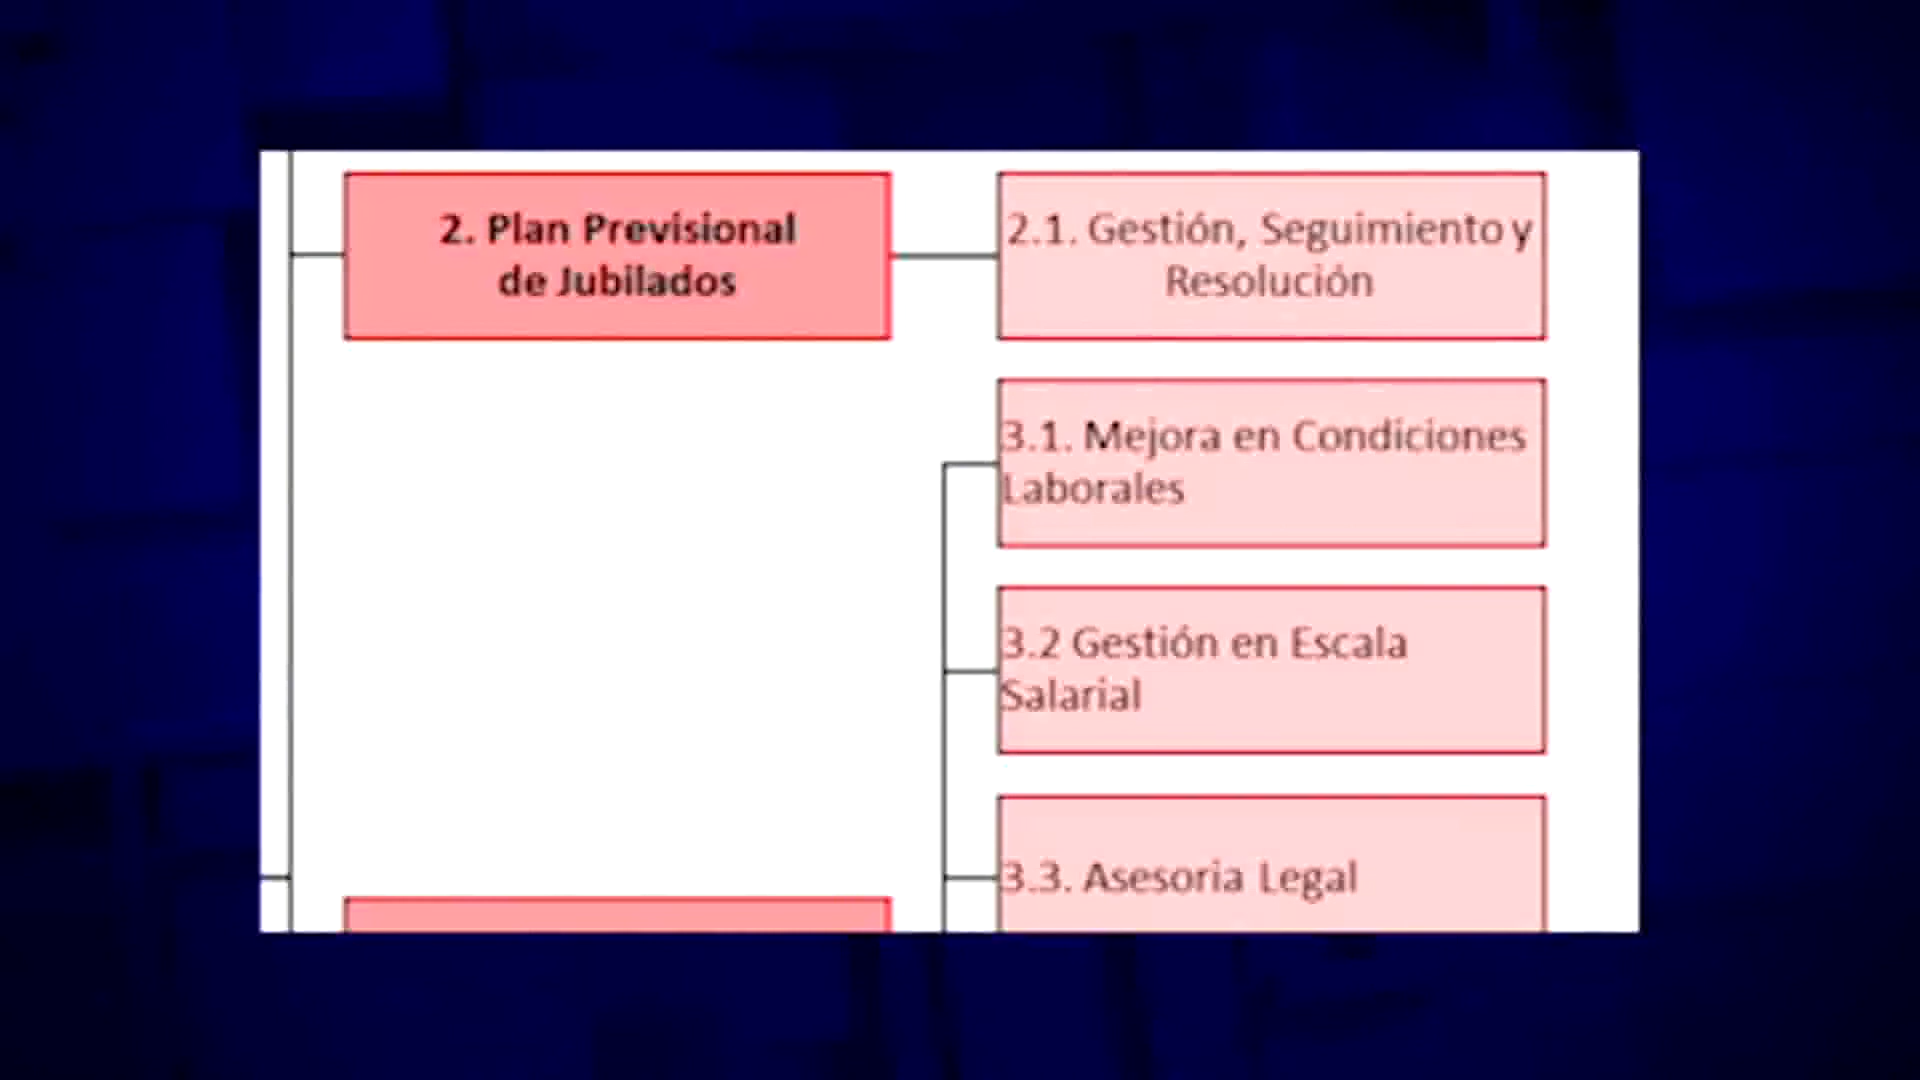 2. Plan Previsional
de Jubilados
2.1. Gestión, Seguimiento y
Resolución
3.1. Mejora en Condiciones
Laborales
3.2 Gestión en Escala
Salarial
3.3. Asesoria Legal